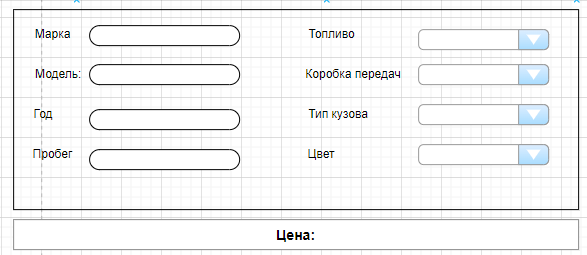 Марка
Топливо
Модель:
Коробка передач
Год
Тип кузова
Пробег
Цвет
Цена: